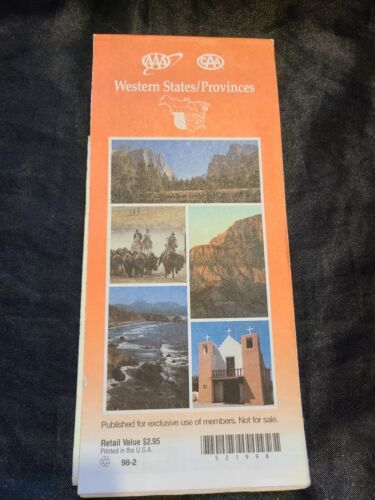 AAA
CAA
Western States/Provinces
Published for exclusive use of members. Not for sale.
Retail Value $2.95
Printed in the U.S.A.
98-2
521998